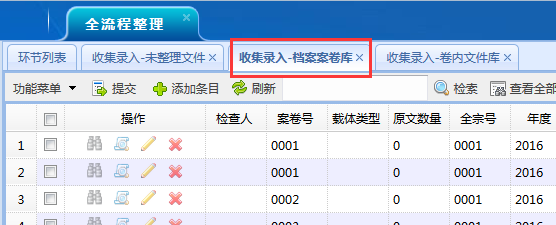 全流程整理
环节列表 收集录入-未整理文件 收集录入-档案案卷库 收集录入-卷内文件库
功能菜单 提交 添加条目 刷新 检索 查看全部
操作 检查人 案卷号 载体类型 原文数量 全宗号 年度
1 0001 0 0001 2016
2 0001 0 0001 2016
3 0002 0 0001 2016
4